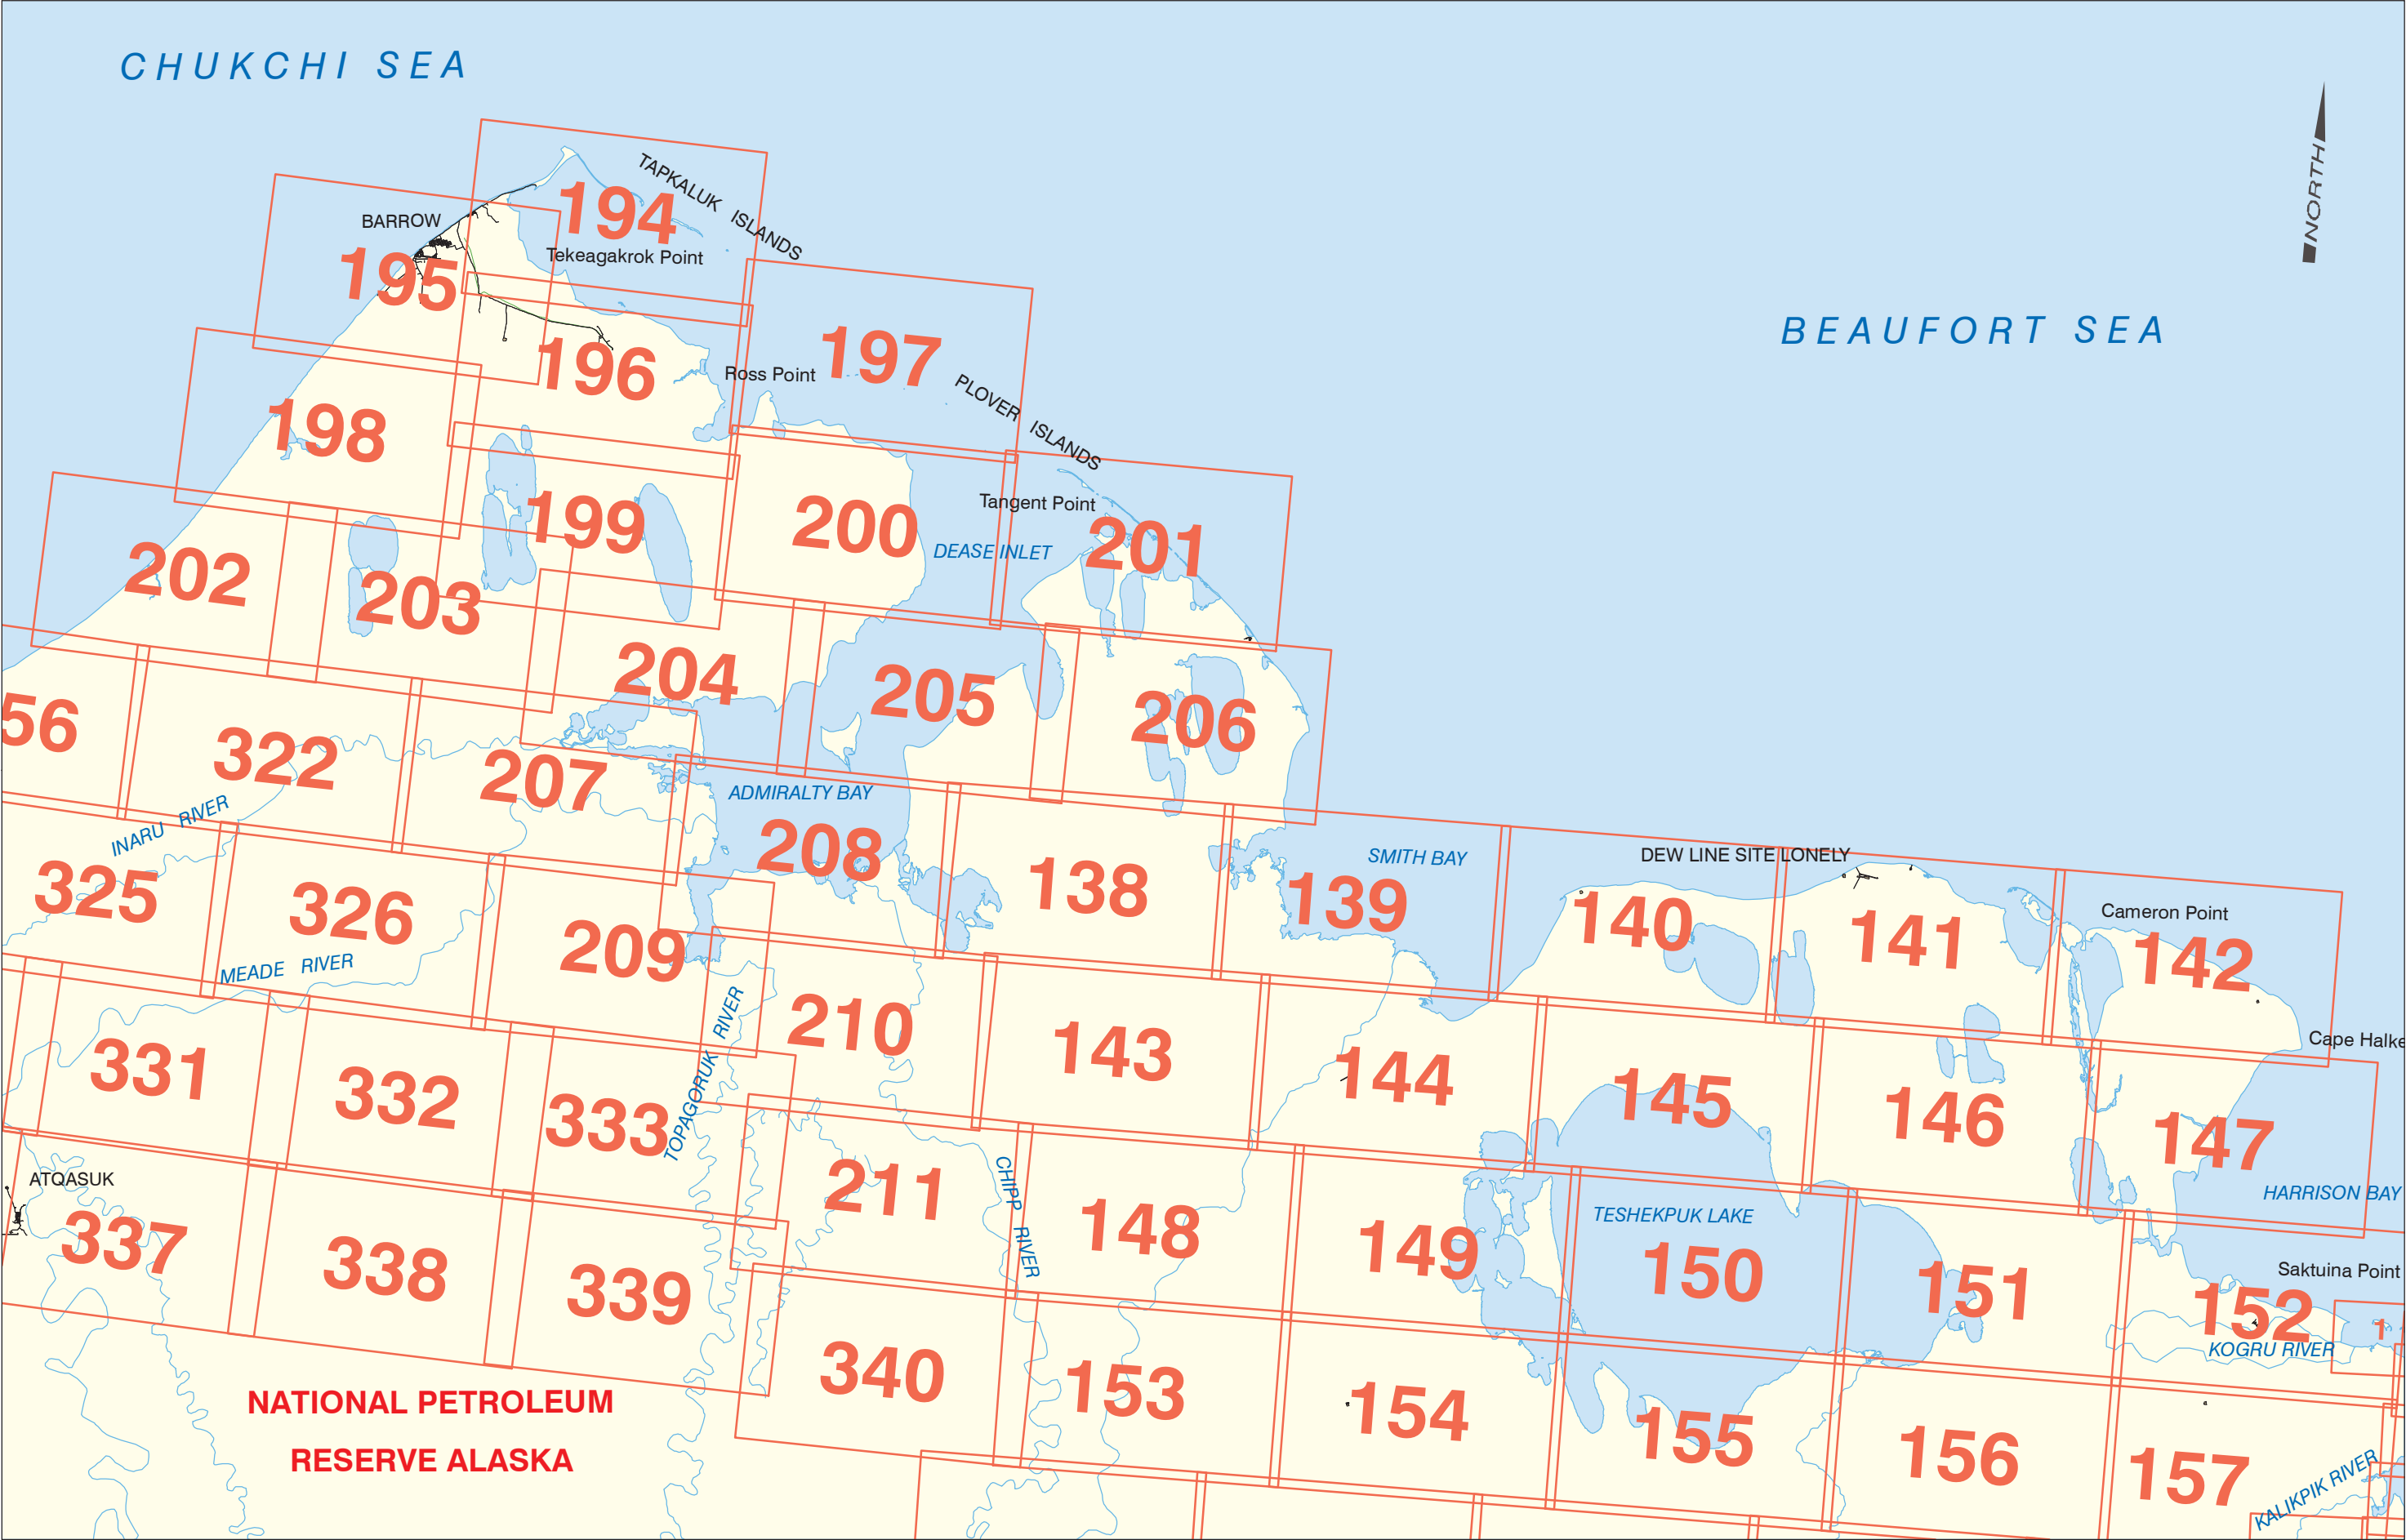 CHUKCHI SEA
NORTH
TAPKALUK ISLANDS
194
BARROW
Tekeagakrok Point
195
BEAUFORT SEA
197
196
Ross Point
PLOVER ISLANDS
198
Tangent Point
199
200
DEASE INLET
201
202
203
204
205
206
56
322
207
ADMIRALTY BAY
INARU RIVER
208
SMITH BAY
DEW LINE SITE LONELY
325
326
138
139
140
141
Cameron Point
142
209
MEADE RIVER
210
TOPAGORUK RIVER
143
Cape Halke
331
332
333
144
145
146
147
ATQASUK
211
CHIPP RIVER
148
TESHEKPUK LAKE
HARRISON BAY
337
338
339
149
150
151
Saktuina Point
152
1
KOGRU RIVER
340
153
154
155
156
157
NATIONAL PETROLEUM
RESERVE ALASKA
KALIKPIK RIVER